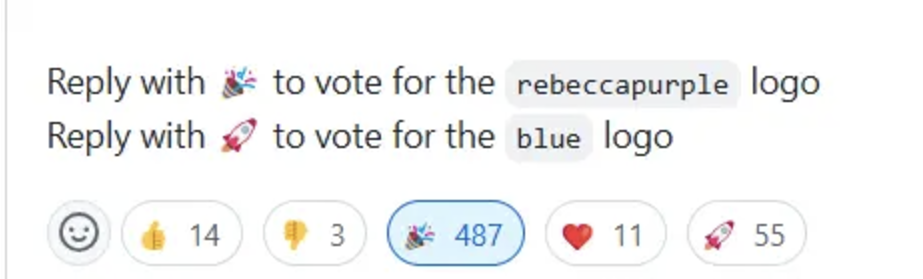 Reply with 🎉 to vote for the rebeccapurple logo
Reply with 🚀 to vote for the blue logo
👍 14 👎 3 🎉 487 ❤️ 11 🚀 55